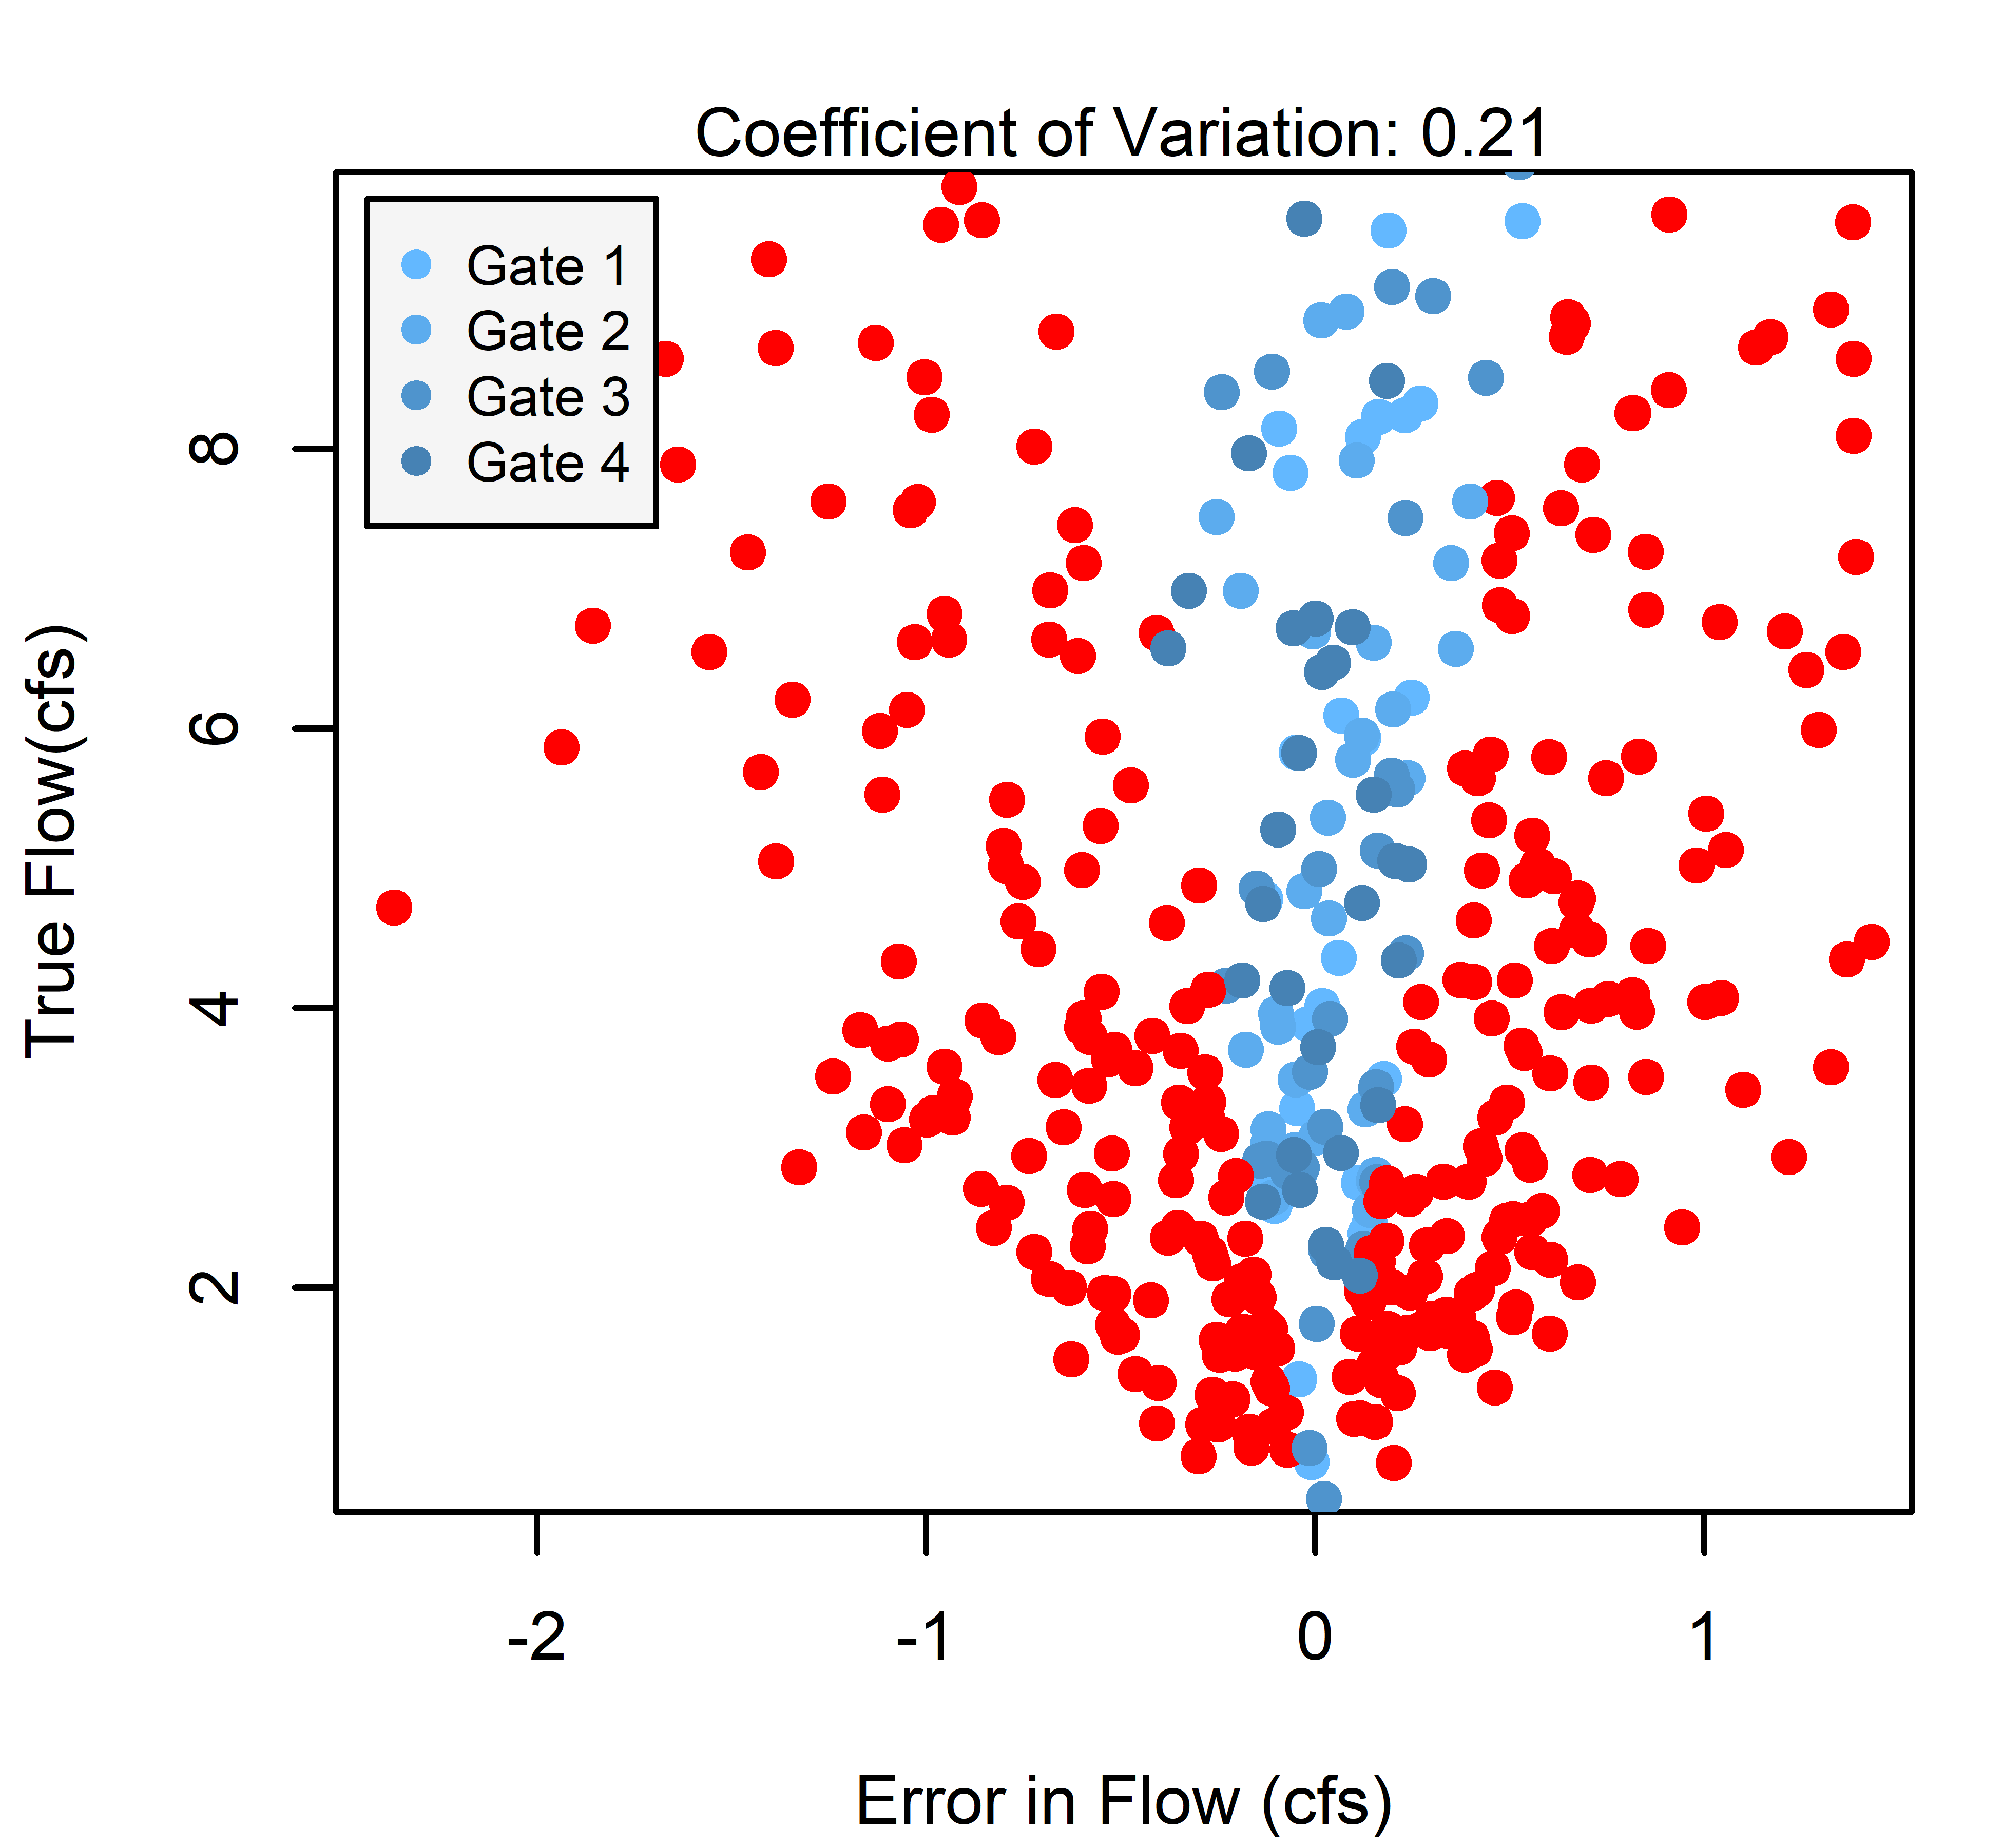 Coefficient of Variation: 0.21
Gate 1
Gate 2
Gate 3
Gate 4
True Flow(cfs)
8
6
4
2
-2
-1
0
1
Error in Flow (cfs)